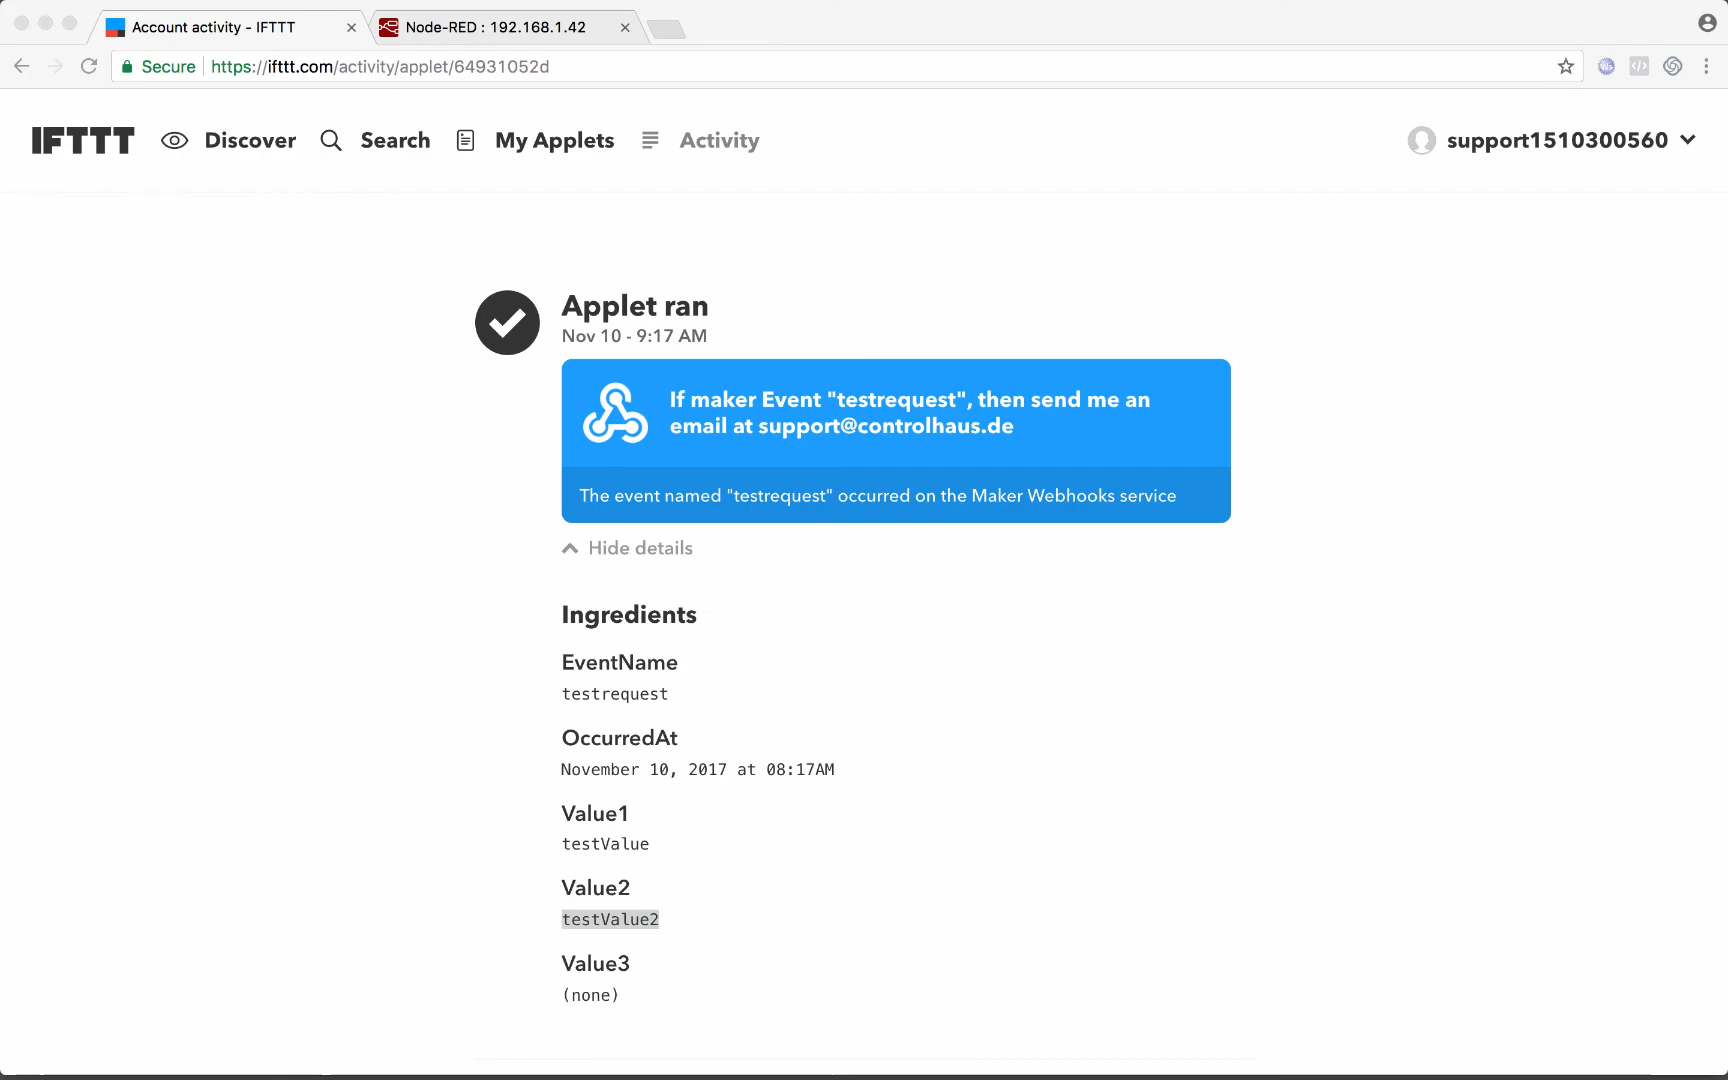 Account activity - IFTTT
Node-RED : 192.168.1.42
Secure https://ifttt.com/activity/applet/64931052d
IFTTT Discover Search My Applets Activity support1510300560
Applet ran
Nov 10 - 9:17 AM
If maker Event "testrequest", then send me an
email at support@controlhaus.de
The event named "testrequest" occurred on the Maker Webhooks service
Hide details
Ingredients
EventName
testrequest
OccurredAt
November 10, 2017 at 08:17AM
Value1
testValue
Value2
testValue2
Value3
(none)